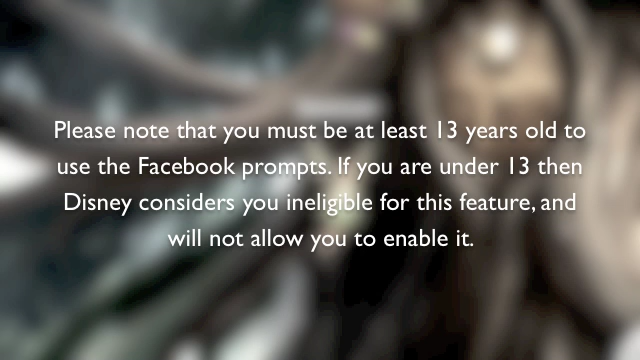 Please note that you must be at least 13 years old to
use the Facebook prompts. If you are under 13 then
Disney considers you ineligible for this feature, and
will not allow you to enable it.